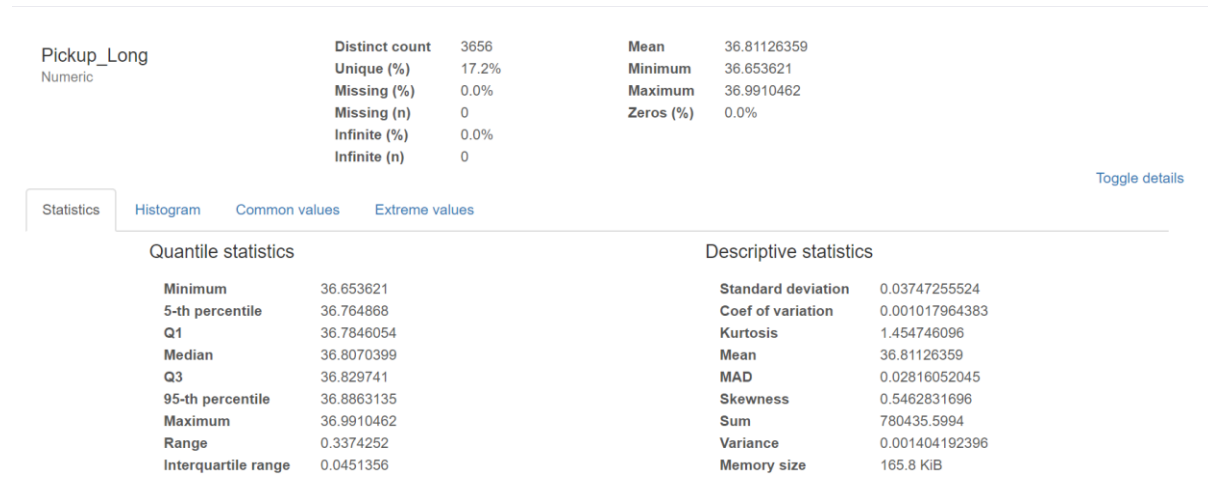 Pickup_Long
Numeric
Distinct count 3656
Unique (%) 17.2%
Missing (%) 0.0%
Missing (n) 0
Infinite (%) 0.0%
Infinite (n) 0
Mean 36.81126359
Minimum 36.653621
Maximum 36.9910462
Zeros (%) 0.0%
Toggle details
Statistics Histogram Common values Extreme values
Quantile statistics
Minimum 36.653621
5-th percentile 36.764868
Q1 36.7846054
Median 36.8070399
Q3 36.829741
95-th percentile 36.8863135
Maximum 36.9910462
Range 0.3374252
Interquartile range 0.0451356
Descriptive statistics
Standard deviation 0.03747255524
Coef of variation 0.001017964383
Kurtosis 1.454746096
Mean 36.81126359
MAD 0.02816052045
Skewness 0.5462831696
Sum 780435.5994
Variance 0.001404192396
Memory size 165.8 KiB